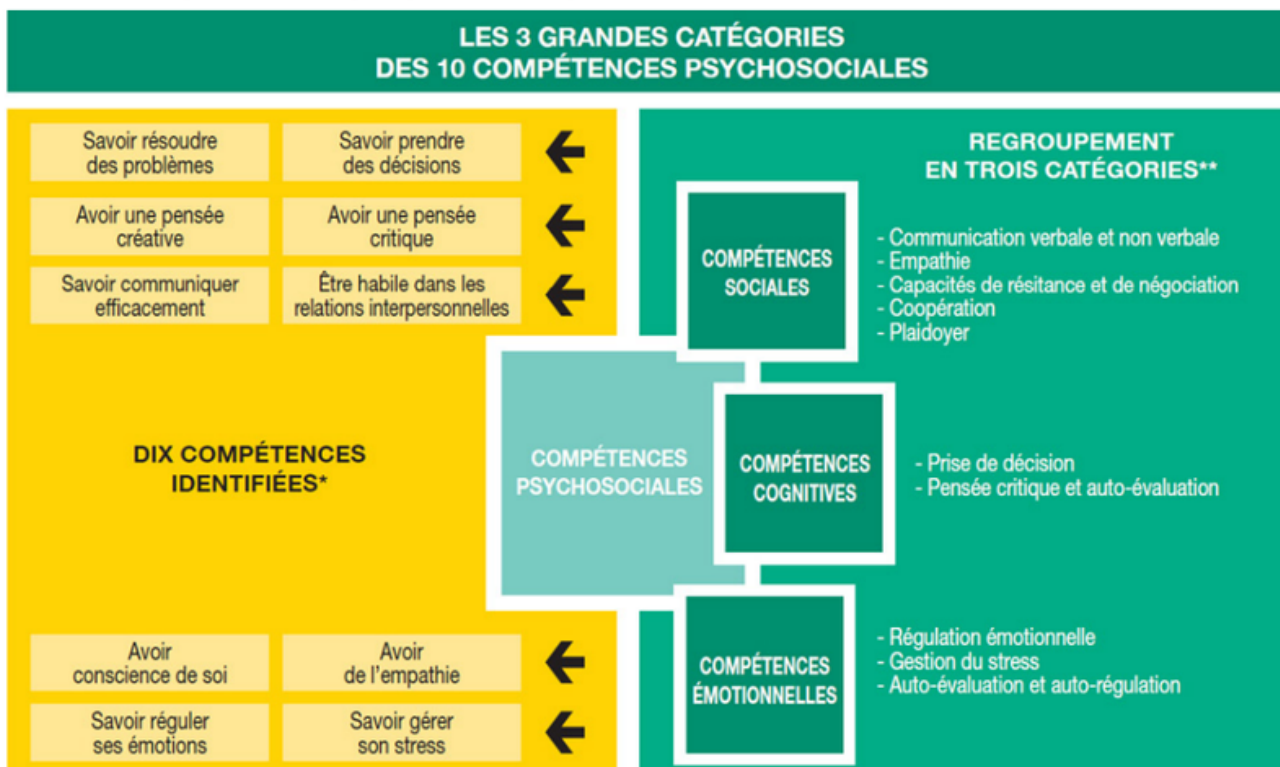 LES 3 GRANDES CATÉGORIES
DES 10 COMPÉTENCES PSYCHOSOCIALES
Savoir résoudre
des problèmes
Savoir prendre
des décisions
Avoir une pensée
créative
Avoir une pensée
critique
Savoir communiquer
efficacement
Être habile dans les
relations interpersonnelles
DIX COMPÉTENCES
IDENTIFIÉES*
Avoir
conscience de soi
Avoir
de l'empathie
Savoir réguler
ses émotions
Savoir gérer
son stress
COMPÉTENCES
PSYCHOSOCIALES
REGROUPEMENT
EN TROIS CATÉGORIES**
COMPÉTENCES
SOCIALES
- Communication verbale et non verbale
- Empathie
- Capacités de résitance et de négociation
- Coopération
- Plaidoyer
COMPÉTENCES
COGNITIVES
- Prise de décision
- Pensée critique et auto-évaluation
COMPÉTENCES
ÉMOTIONNELLES
- Régulation émotionnelle
- Gestion du stress
- Auto-évaluation et auto-régulation